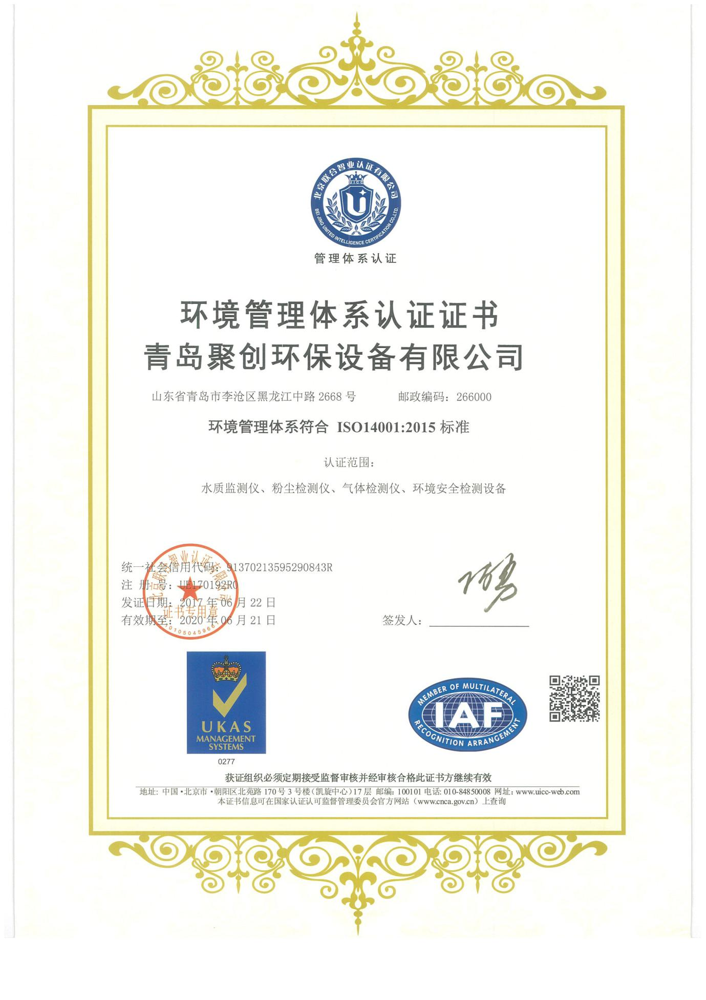 北京联合智业认证有限公司
UICC
U
BEI JING UNITED INTELLIGENCE CERTIFICATION CO.,LTD.
管理体系认证
环境管理体系认证证书
青岛聚创环保设备有限公司
山东省青岛市李沧区黑龙江中路 2668 号 邮政编码：266000
环境管理体系符合 ISO14001:2015 标准
认证范围：
水质监测仪、粉尘检测仪、气体检测仪、环境安全检测设备
统一社会信用代码：91370213595290843R
注 册 号：UE170192R0
发证日期：2017 年 06 月 22 日
有效期至：2020 年 06 月 21 日
北京联合智业认证有限公司
证书专用章
签发人：
UKAS
MANAGEMENT
SYSTEMS
0277
MEMBER OF MULTILATERAL
IAF
RECOGNITION ARRANGEMENT
获证组织必须定期接受监督审核并经审核合格此证书方继续有效
地址: 中国·北京市·朝阳区北苑路 170 号 3 号楼(凯旋中心)17 层 邮编: 100101 电话: 010-84850008 网址: www.uicc-web.com
本证书信息可在国家认证认可监督管理委员会官方网站（www.cnca.gov.cn）上查询